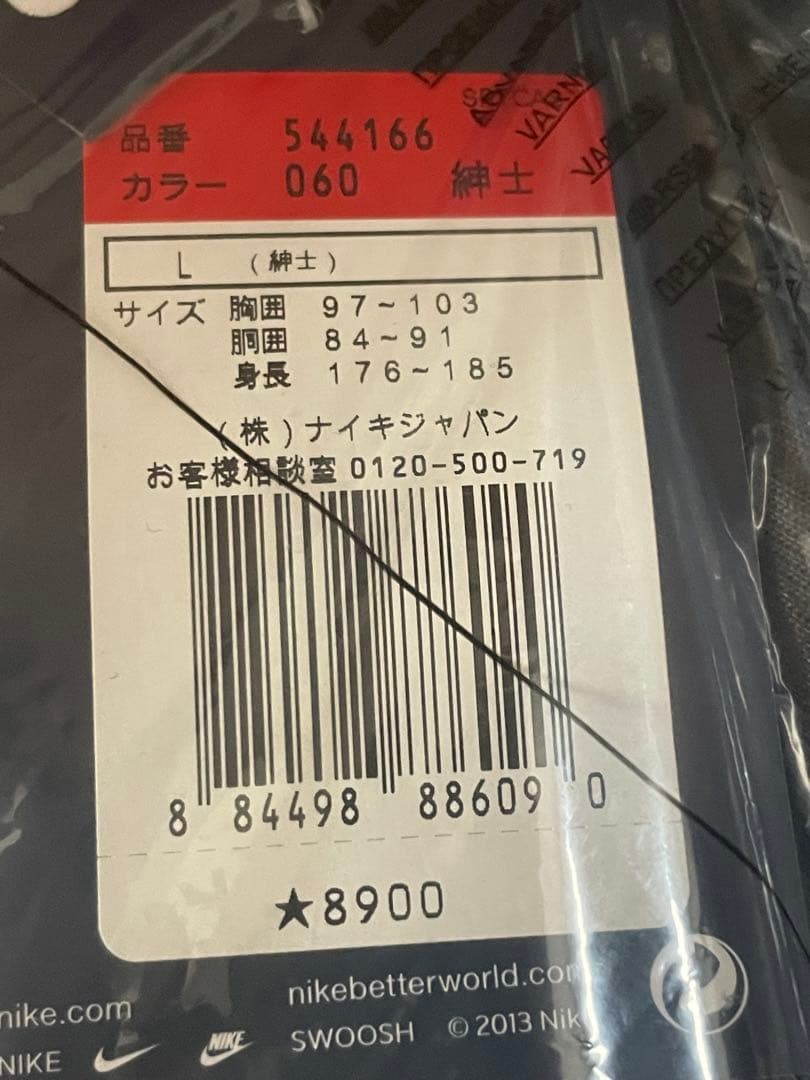 品番 544166
カラー 060 紳士
L (紳士)
サイズ 胸囲 97~103
胴囲 84~91
身長 176~185
(株)ナイキジャパン
お客様相談室 0120-500-719
8 84498 88609 0
★8900
nikebetterworld.com
nike.com
NIKE NIKE SWOOSH © 2013 Nik
VARNI